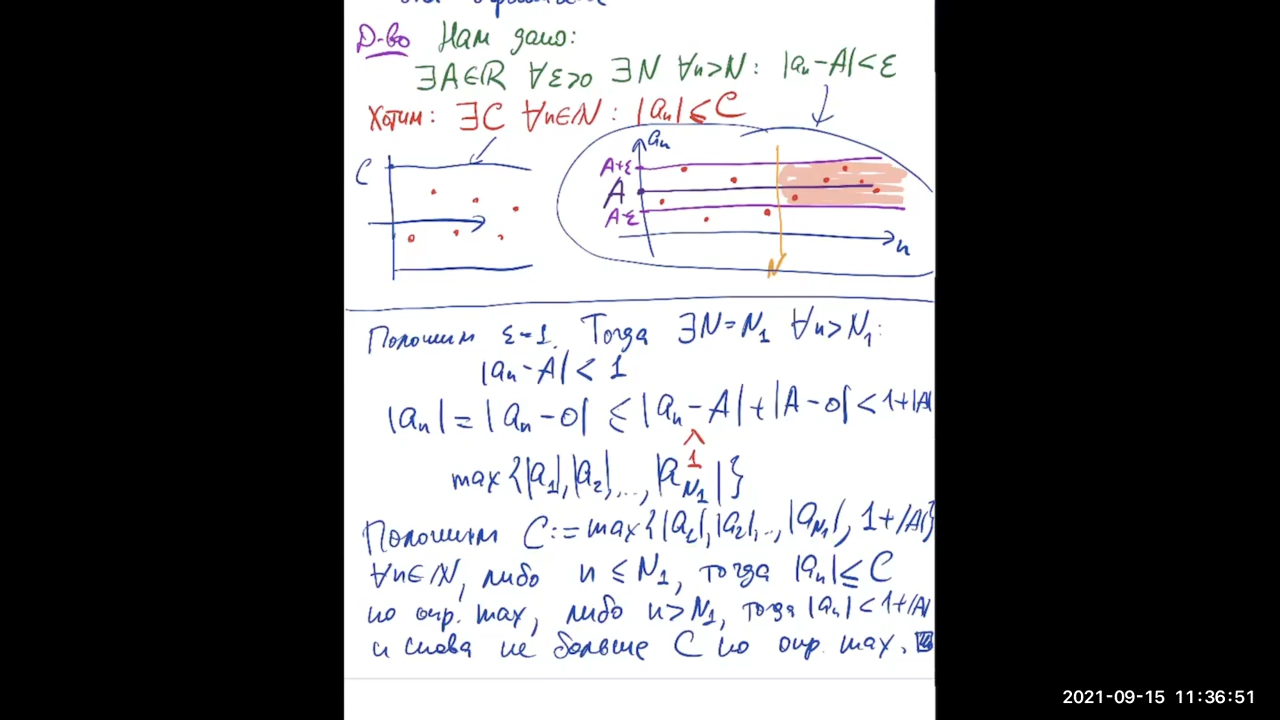 Д-во Нам дано:
∃A∈ℝ ∀ε>0 ∃N ∀n>N: |aₙ-A|<ε
Хотим: ∃C ∀n∈ℕ: |aₙ|≤C
C
aₙ
A+ε
A
A-ε
n
N
Положим ε=1. Тогда ∃N=N₁ ∀n>N₁:
|aₙ-A|<1
|aₙ|=|aₙ-0|≤|aₙ-A|+|A-0|<1+|A|
^
1
max{|a₁|,|a₂|,...,|a_N₁|}
Положим C:=max{|a₁|,|a₂|,..,|a_N₁|, 1+|A|}
∀n∈ℕ, либо n≤N₁, тогда |aₙ|≤C
по опр. max, либо n>N₁, тогда |aₙ|<1+|A|
и снова не больше C по опр. max.
2021-09-15 11:36:51